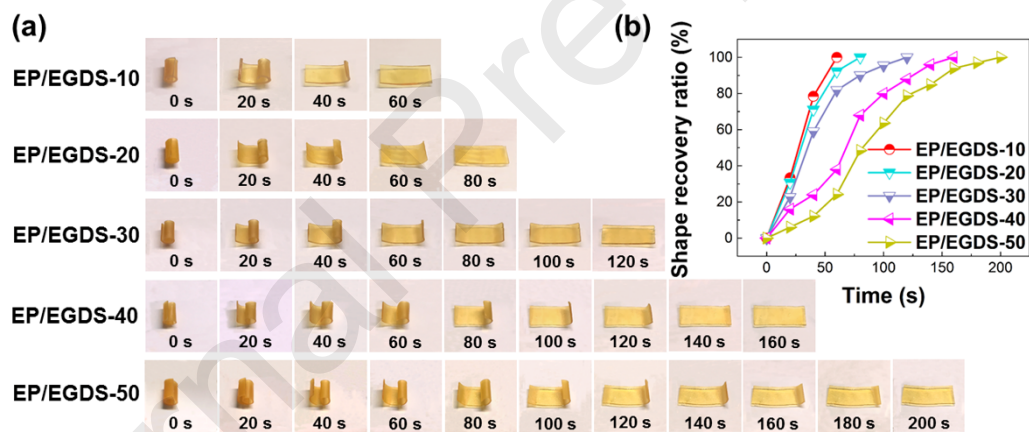 (a)
EP/EGDS-10
0 s 20 s 40 s 60 s
EP/EGDS-20
0 s 20 s 40 s 60 s 80 s
EP/EGDS-30
0 s 20 s 40 s 60 s 80 s 100 s 120 s
EP/EGDS-40
0 s 20 s 40 s 60 s 80 s 100 s 120 s 140 s 160 s
EP/EGDS-50
0 s 20 s 40 s 60 s 80 s 100 s 120 s 140 s 160 s 180 s 200 s
(b)
Shape recovery ratio (%)
100
80
60
40
20
0
EP/EGDS-10
EP/EGDS-20
EP/EGDS-30
EP/EGDS-40
EP/EGDS-50
0 50 100 150 200
Time (s)
rnal Pre